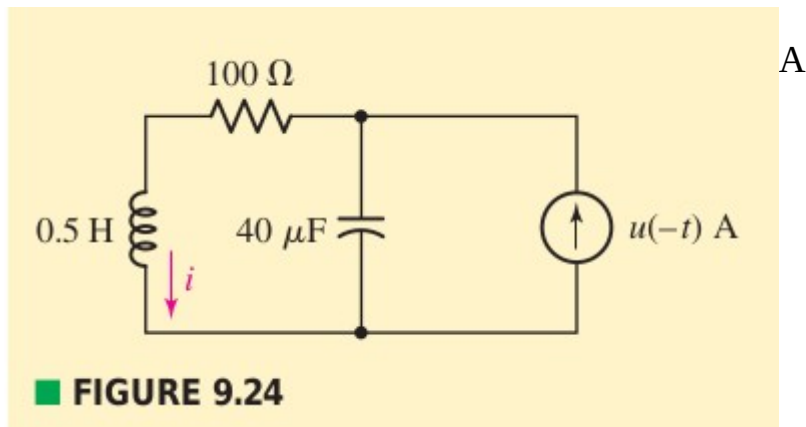 A
100 Ω
0.5 H
40 μF
i
u(−t) A
FIGURE 9.24